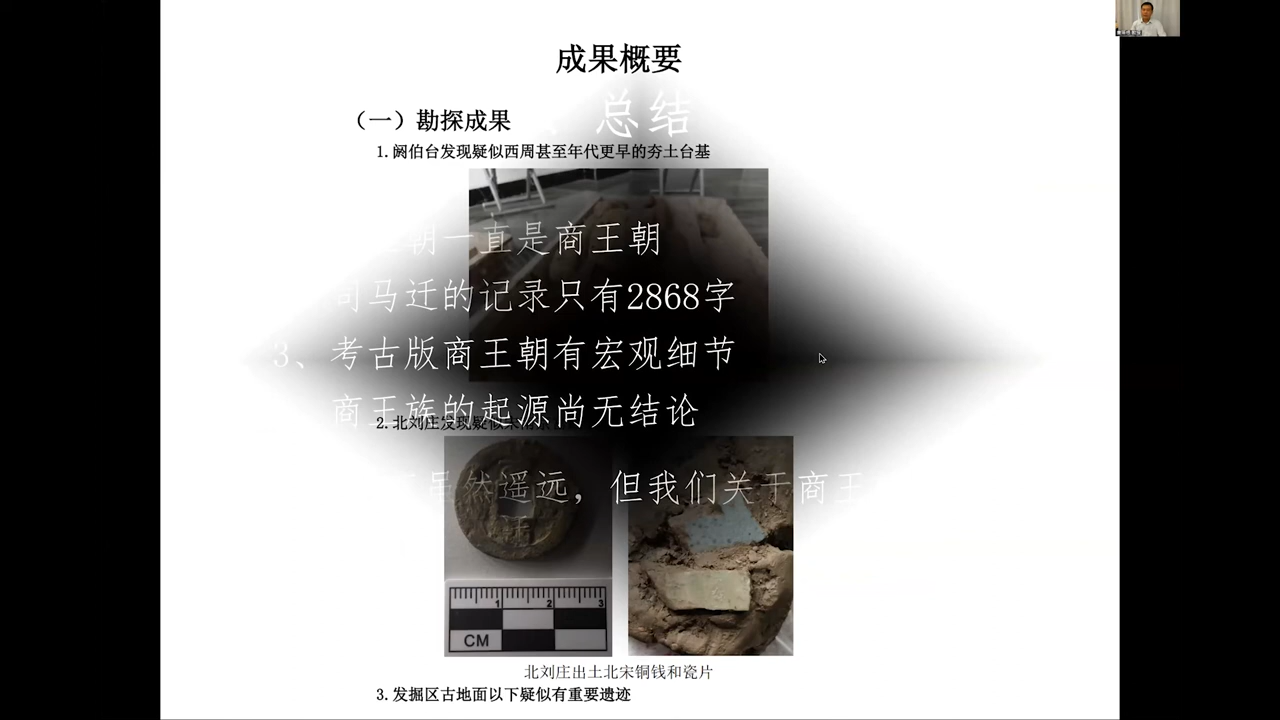 成果概要
（一）勘探成果
总结
1.阏伯台发现疑似西周甚至年代更早的夯土台基
朝一直是商王朝
司马迁的记录只有2868字
3、考古版商王朝有宏观细节
商王族的起源尚无结论
2.北刘庄发现疑似
虽然遥远，但我们关于商王
1 2 3
CM
北刘庄出土北宋铜钱和瓷片
3.发掘区古地面以下疑似有重要遗迹